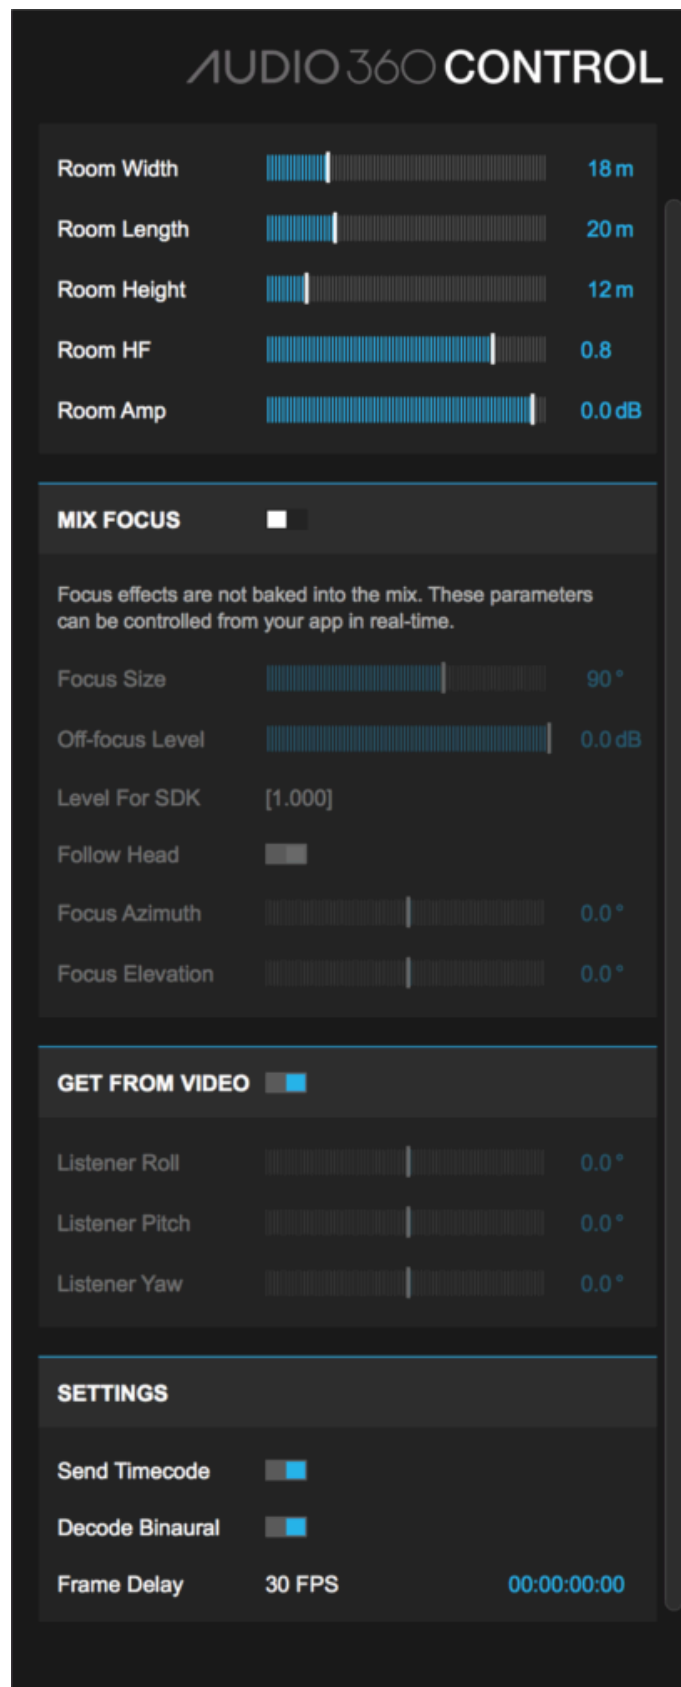 AUDIO 360 CONTROL
Room Width 18 m
Room Length 20 m
Room Height 12 m
Room HF 0.8
Room Amp 0.0 dB
MIX FOCUS
Focus effects are not baked into the mix. These parameters
can be controlled from your app in real-time.
Focus Size 90 °
Off-focus Level 0.0 dB
Level For SDK [1.000]
Follow Head
Focus Azimuth 0.0 °
Focus Elevation 0.0 °
GET FROM VIDEO
Listener Roll 0.0 °
Listener Pitch 0.0 °
Listener Yaw 0.0 °
SETTINGS
Send Timecode
Decode Binaural
Frame Delay 30 FPS 00:00:00:00